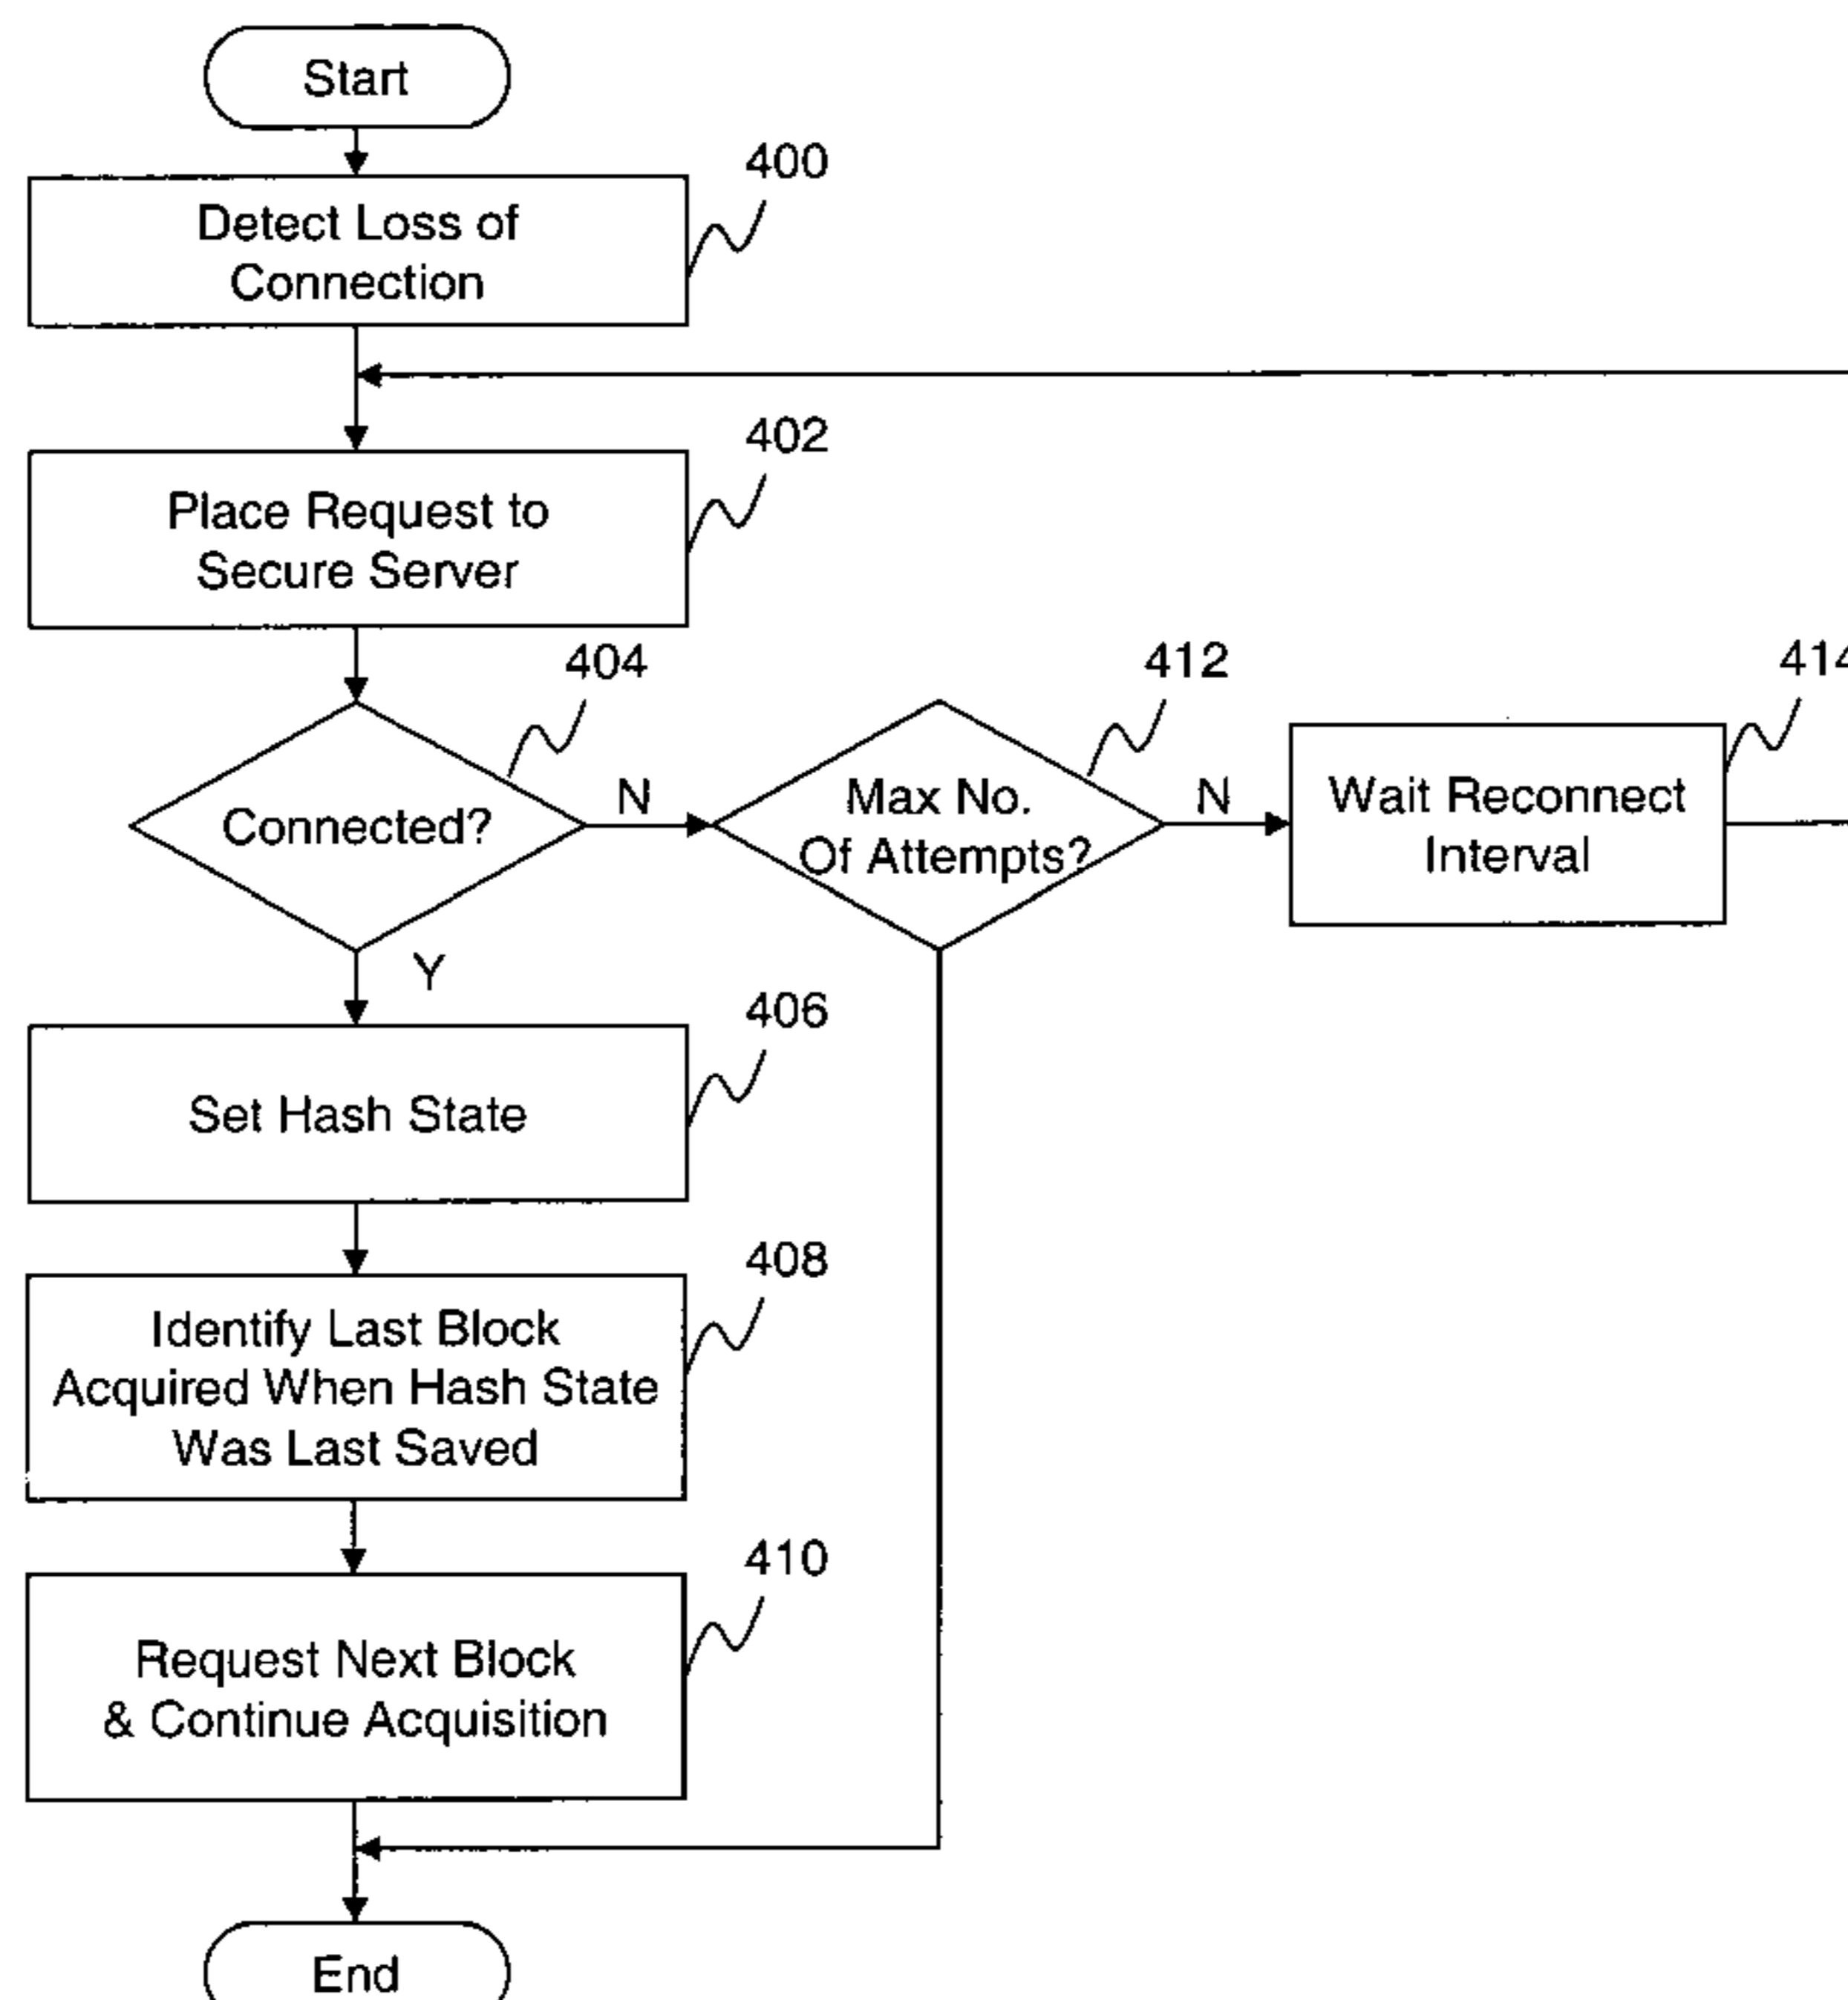 Start
400
Detect Loss of
Connection
402
Place Request to
Secure Server
404
412
414
Connected?
N
Max No.
Of Attempts?
N
Wait Reconnect
Interval
Y
406
Set Hash State
408
Identify Last Block
Acquired When Hash State
Was Last Saved
410
Request Next Block
& Continue Acquisition
End